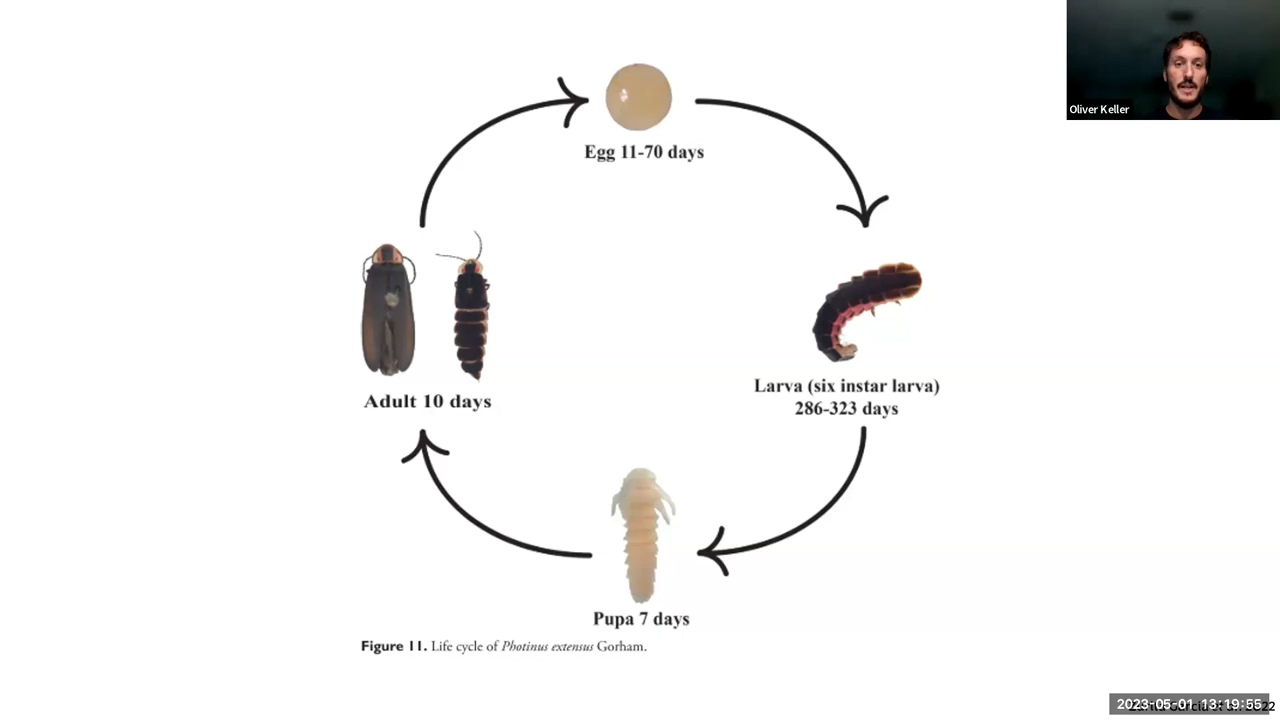 Oliver Keller
Egg 11-70 days
Larva (six instar larva)
286-323 days
Adult 10 days
Pupa 7 days
Figure 11. Life cycle of Photinus extensus Gorham.
2023-05-01 13:19:55